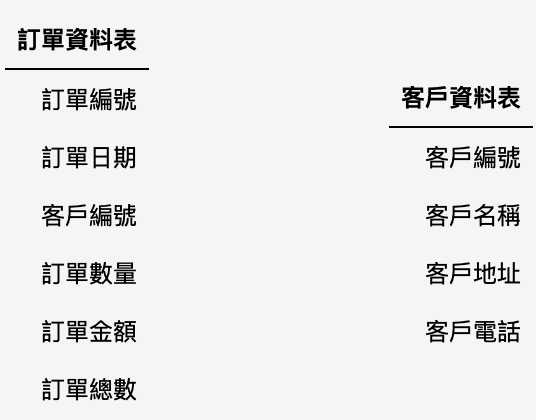 訂單資料表
訂單編號
訂單日期
客戶編號
訂單數量
訂單金額
訂單總數
客戶資料表
客戶編號
客戶名稱
客戶地址
客戶電話